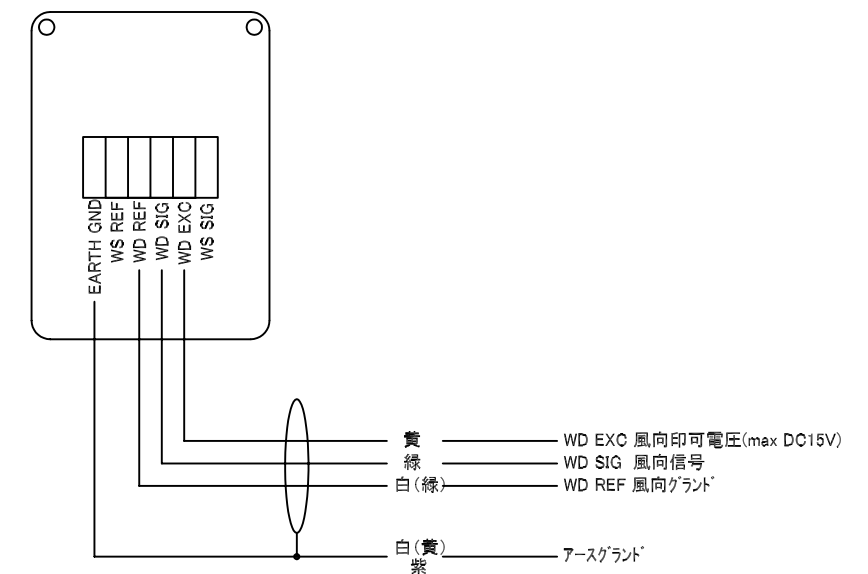 EARTH GND
WS REF
WD REF
WD SIG
WD EXC
WS SIG
黄 WD EXC 風向印可電圧(max DC15V)
緑 WD SIG 風向信号
白(緑) WD REF 風向ｸﾞﾗﾝﾄﾞ
白(黄)
紫
ｱｰｽｸﾞﾗﾝﾄﾞ